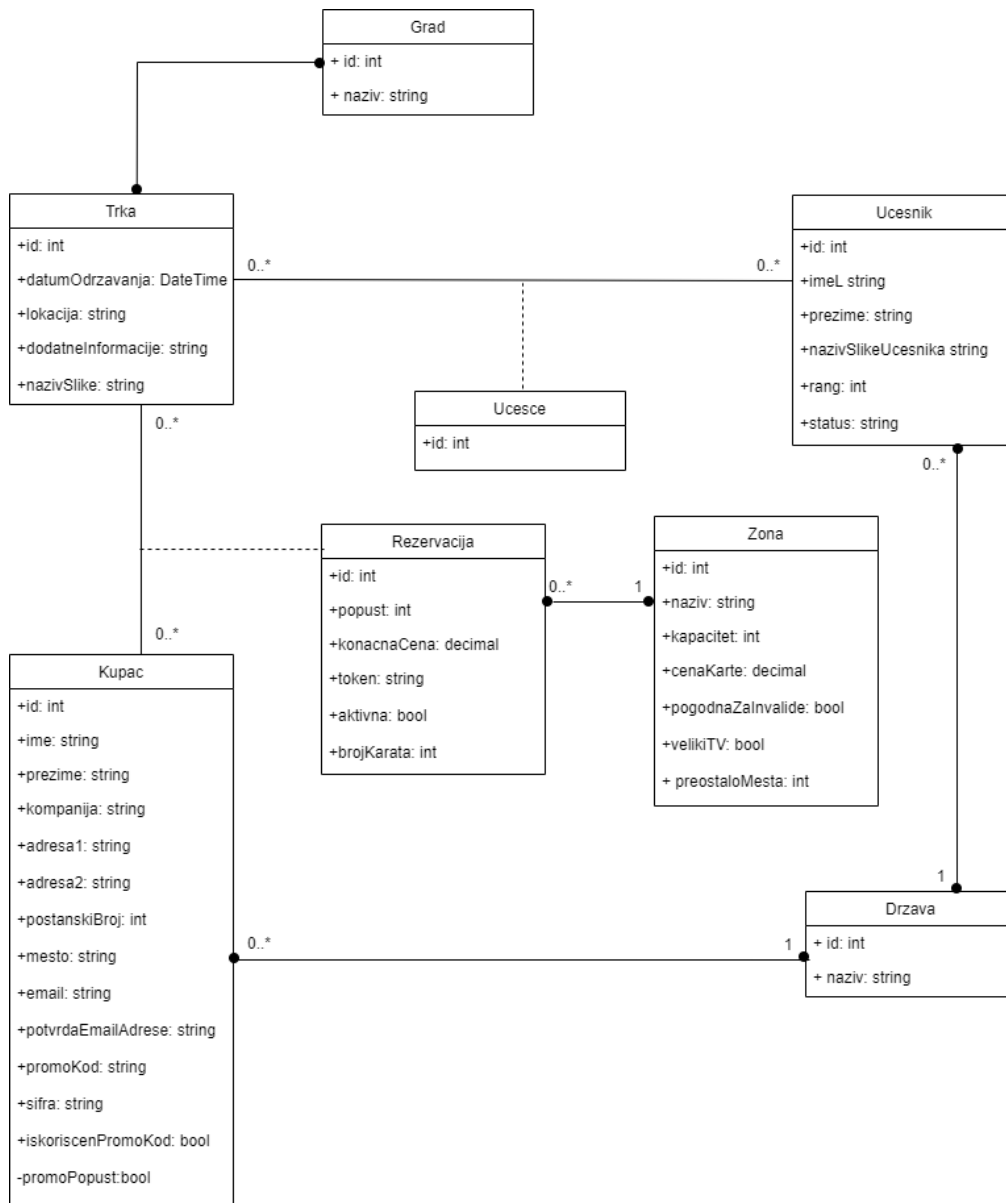 Grad
+ id: int
+ naziv: string
Trka
+id: int
+datumOdrzavanja: DateTime
+lokacija: string
+dodatneInformacije: string
+nazivSlike: string
0..*
0..*
Ucesnik
+id: int
+imeL string
+prezime: string
+nazivSlikeUcesnika string
+rang: int
+status: string
Ucesce
+id: int
0..*
0..*
Rezervacija
+id: int
+popust: int
+konacnaCena: decimal
+token: string
+aktivna: bool
+brojKarata: int
0..*
1
Zona
+id: int
+naziv: string
+kapacitet: int
+cenaKarte: decimal
+pogodnaZaInvalide: bool
+velikiTV: bool
+ preostaloMesta: int
0..*
Kupac
+id: int
+ime: string
+prezime: string
+kompanija: string
+adresa1: string
+adresa2: string
+postanskiBroj: int
+mesto: string
+email: string
+potvrdaEmailAdrese: string
+promoKod: string
+sifra: string
+iskoriscenPromoKod: bool
-promoPopust:bool
0..*
1
1
Drzava
+ id: int
+ naziv: string